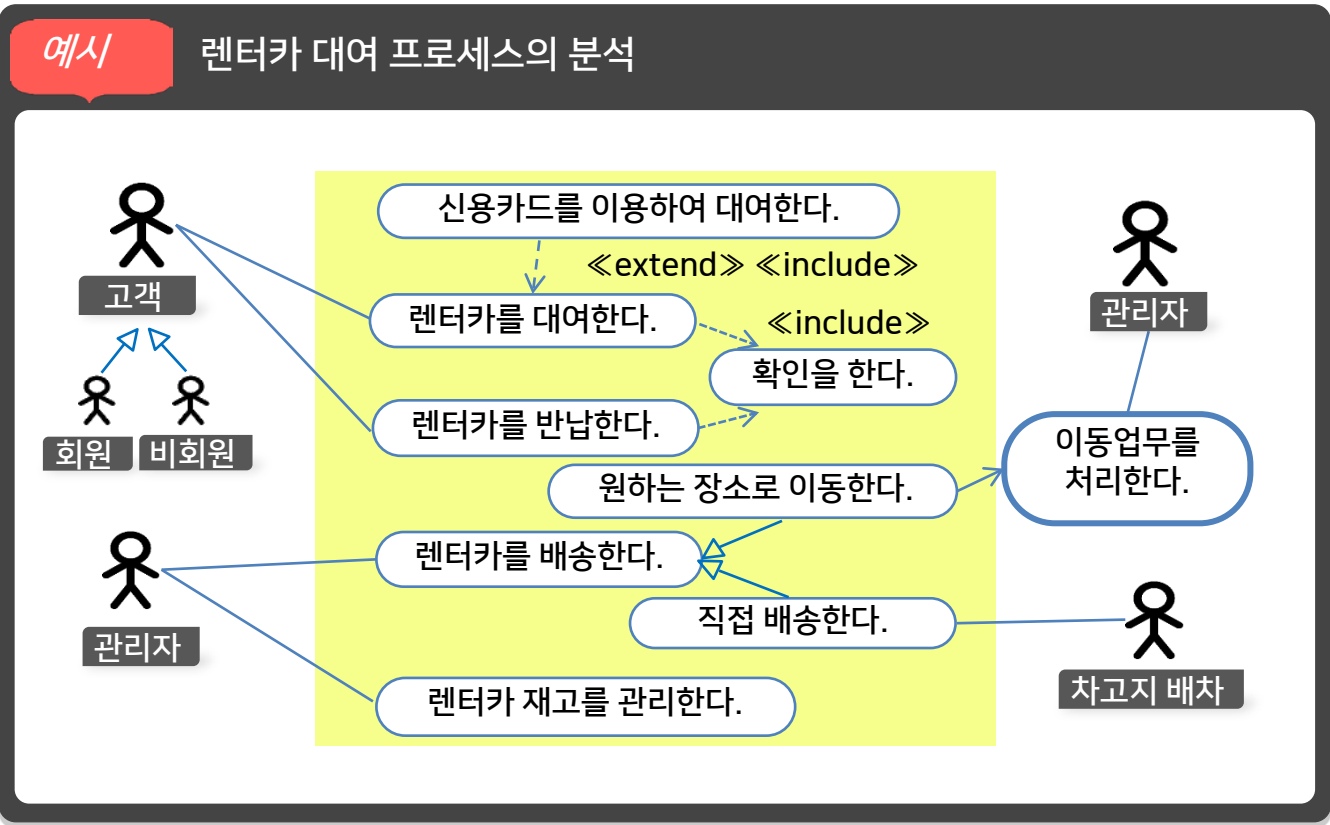 예시
렌터카 대여 프로세스의 분석
신용카드를 이용하여 대여한다.
≪extend≫ ≪include≫
고객
렌터카를 대여한다.
≪include≫
관리자
확인을 한다.
렌터카를 반납한다.
회원
비회원
이동업무를
처리한다.
원하는 장소로 이동한다.
렌터카를 배송한다.
직접 배송한다.
관리자
렌터카 재고를 관리한다.
차고지 배차